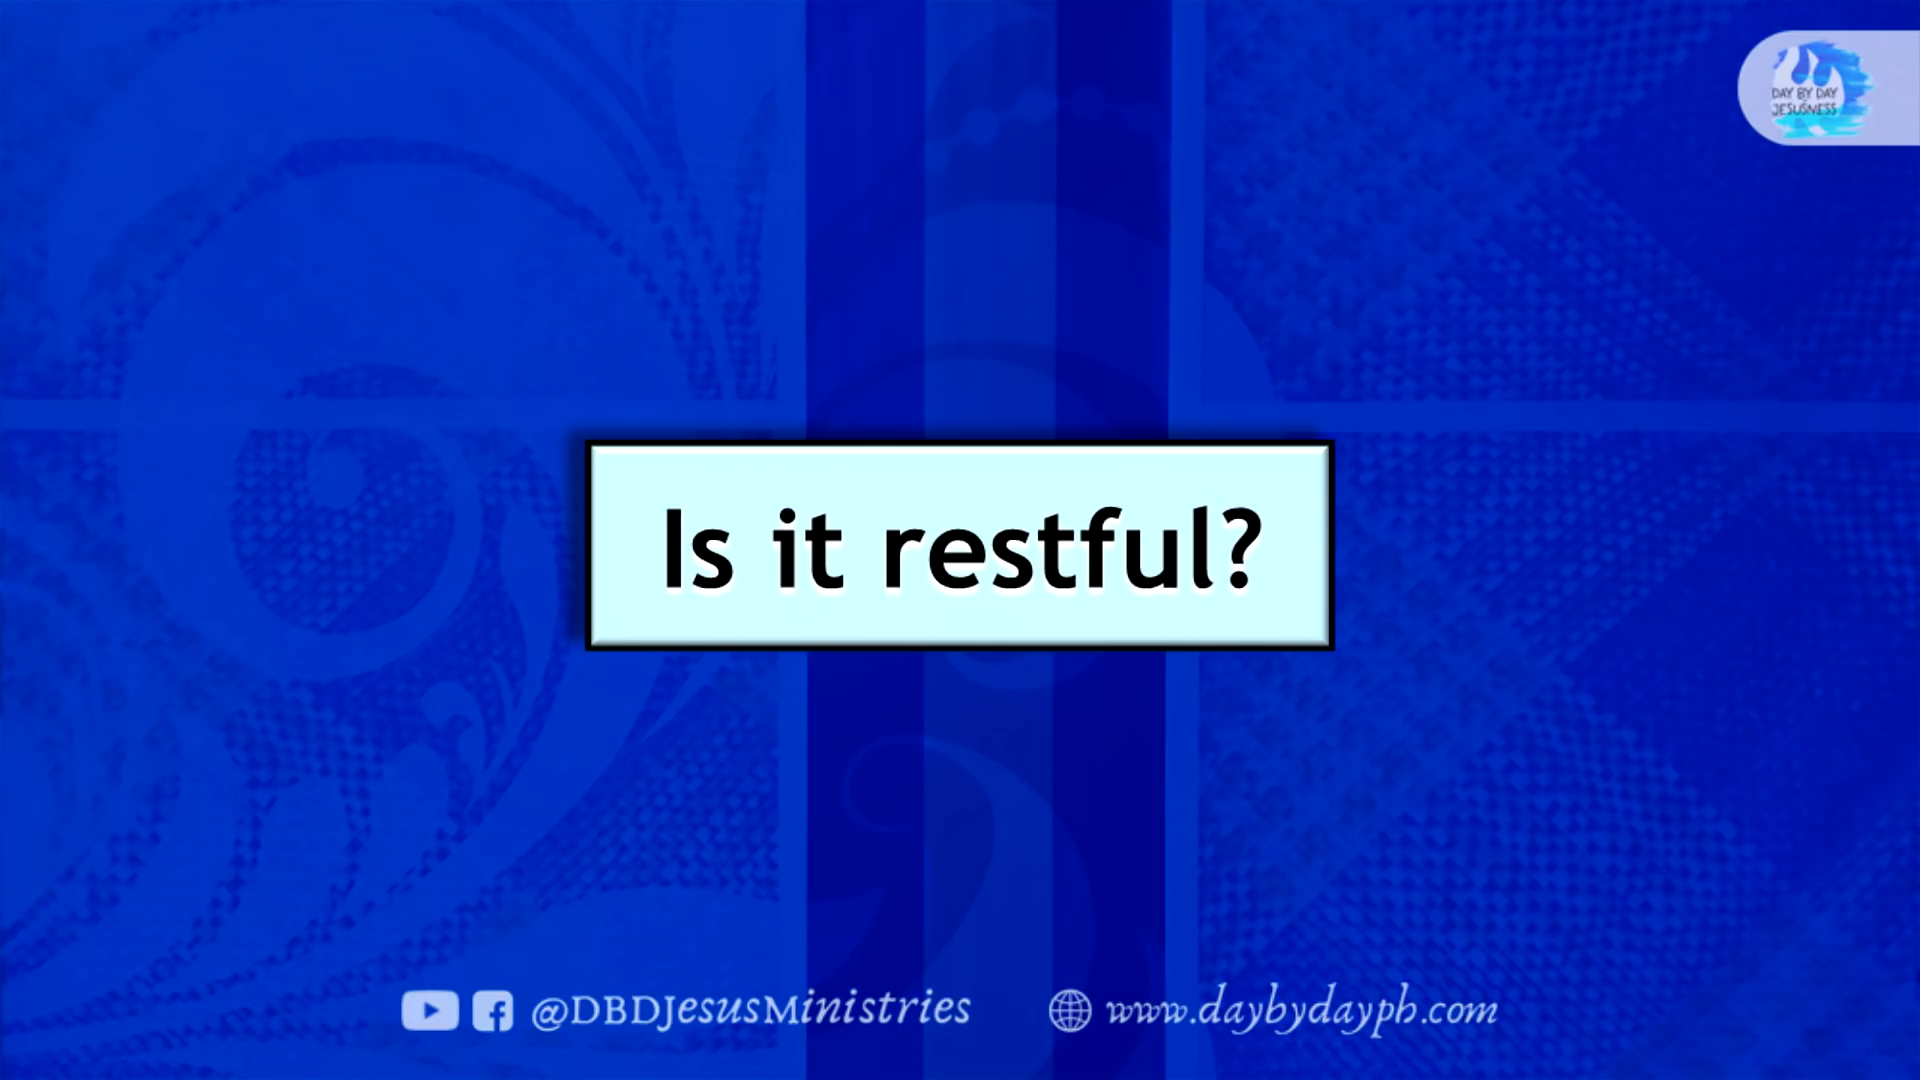 DAY BY DAY
JESUSNESS
Is it restful?
@DBDJesusMinistries
www.daybydayph.com